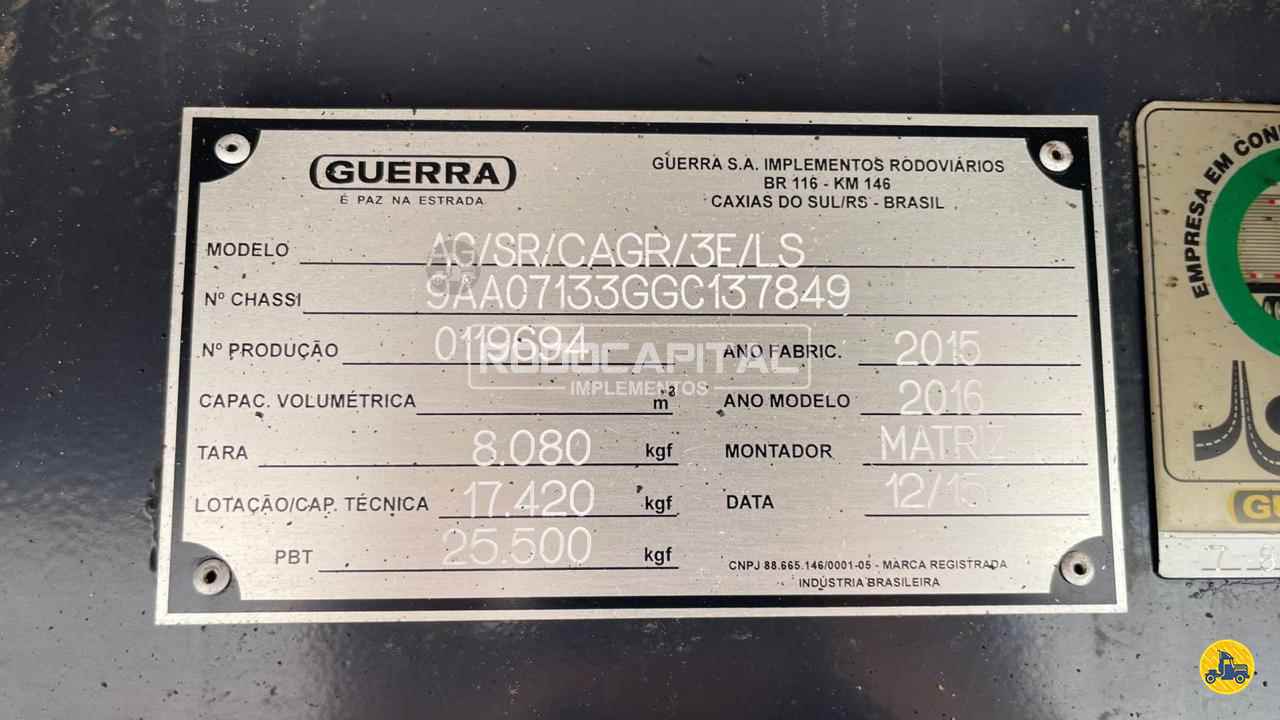 GUERRA
É PAZ NA ESTRADA
GUERRA S.A. IMPLEMENTOS RODOVIÁRIOS
BR 116 - KM 146
CAXIAS DO SUL/RS - BRASIL
MODELO AG/SR/CAGR/3E/LS
Nº CHASSI 9AA07133GGC137849
Nº PRODUÇÃO 0119694 ANO FABRIC. 2015
RODOCAPITAL
IMPLEMENTOS
CAPAC. VOLUMÉTRICA m³ ANO MODELO 2016
TARA 8.080 kgf MONTADOR MATRIZ
LOTAÇÃO/CAP. TÉCNICA 17.420 kgf DATA 12/15
PBT 25.500 kgf
CNPJ 88.665.146/0001-05 - MARCA REGISTRADA
INDÚSTRIA BRASILEIRA
EMPRESA EM CON
GU